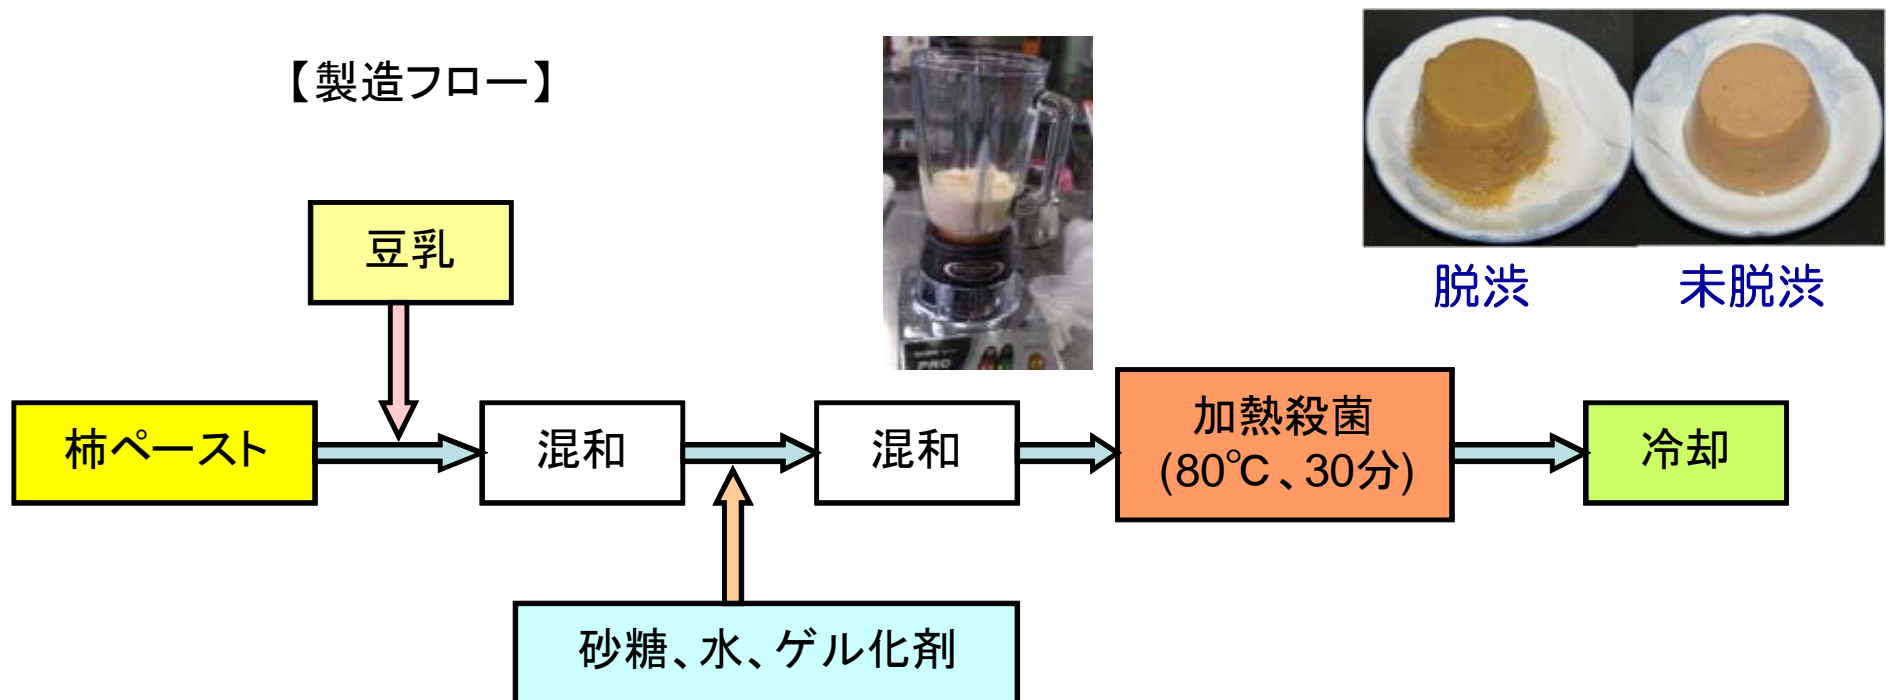 【製造フロー】
脱渋
未脱渋
豆乳
柿ペースト
混和
混和
加熱殺菌
(80℃、30分)
冷却
砂糖、水、ゲル化剤
PRO